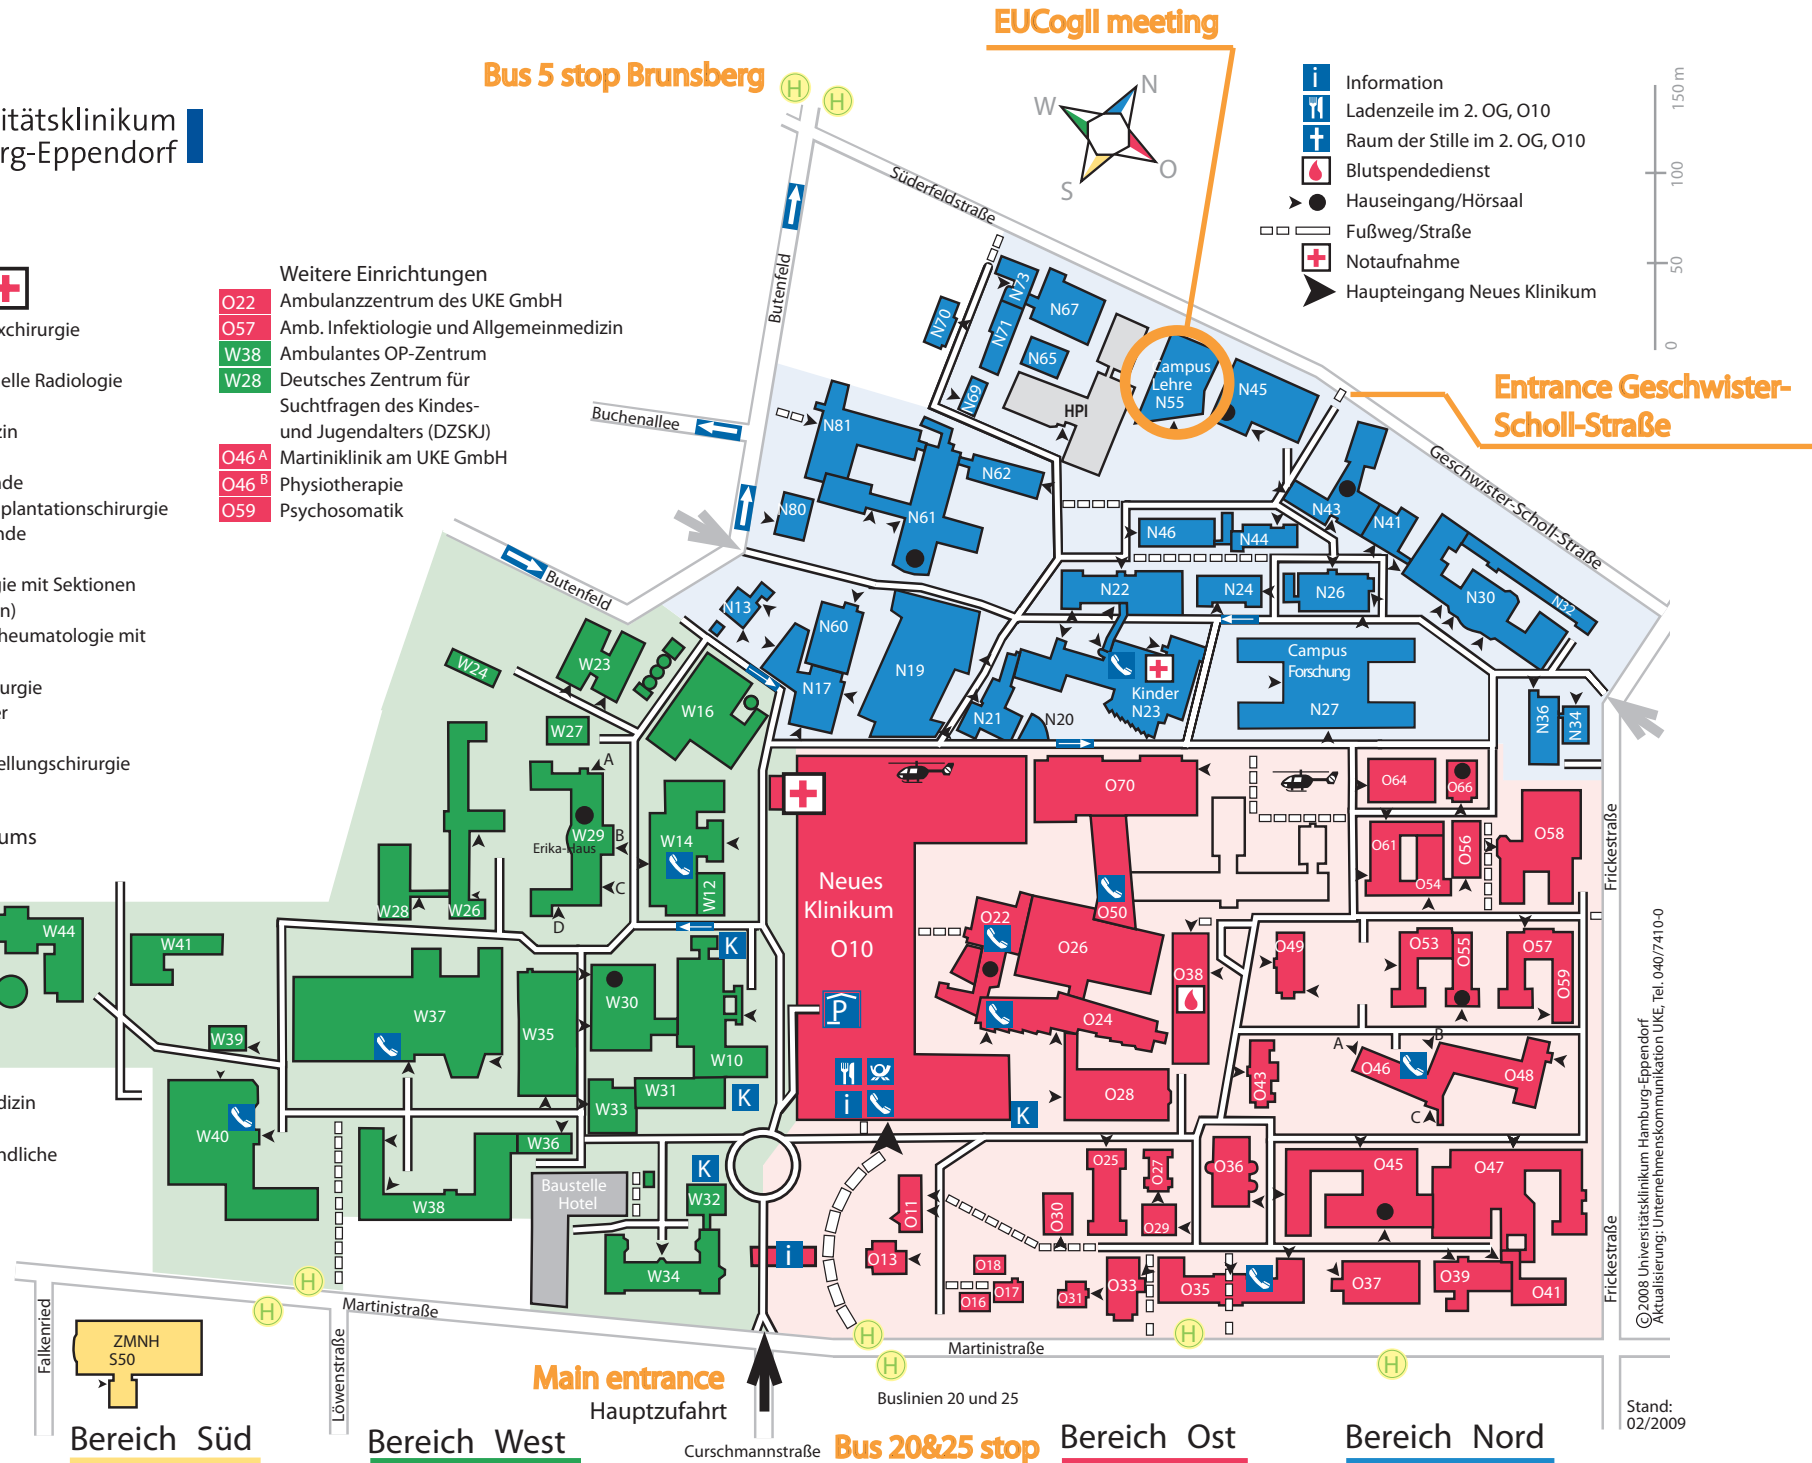 EUCogII meeting
Bus 5 stop Brunsberg
H
H
itätsklinikum
rg-Eppendorf
N
W
O
S
i Information
Ladenzeile im 2. OG, O10
Raum der Stille im 2. OG, O10
Blutspendedienst
Hauseingang/Hörsaal
Fußweg/Straße
Notaufnahme
Haupteingang Neues Klinikum
150 m
100
50
0
Entrance Geschwister-
Scholl-Straße
Weitere Einrichtungen
O22 Ambulanzzentrum des UKE GmbH
O57 Amb. Infektiologie und Allgemeinmedizin
W38 Ambulantes OP-Zentrum
W28 Deutsches Zentrum für
Suchtfragen des Kindes-
und Jugendalters (DZSKJ)
O46 A Martiniklinik am UKE GmbH
O46 B Physiotherapie
O59 Psychosomatik
xchirurgie
elle Radiologie
zin
de
plantationschirurgie
nde
gie mit Sektionen
n)
heumatologie mit
urgie
er
ellungschirurgie
ums
dizin
ndliche
Süderfeldstraße
Butenfeld
Buchenallee
Butenfeld
Geschwister-Scholl-Straße
N73
N67
N70
N71
N65
N69
HPI
Campus
Lehre
N55
N45
N81
N62
N80
N61
N43
N41
N46
N44
N22
N24
N26
N30
N32
N13
N60
N19
N17
N21
N20
Kinder
N23
Campus
Forschung
N27
N36
N34
W24
W23
W16
W27
A
W29
Erika-Haus
B
C
D
W14
W12
W28
W26
W44
W41
W37
W35
W30
W10
W39
W31
W33
W40
W36
W38
W32
W34
Baustelle
Hotel
K
K
K
K
Neues
Klinikum
O10
P
i
i
O70
O50
O22
O26
O38
O24
O28
O64
O66
O61
O54
O56
O58
O49
O53
O55
O57
O59
O43
A
B
C
O46
O48
O25
O27
O29
O30
O36
O45
O47
O11
O13
O18
O17
O16
O31
O33
O35
O37
O39
O41
Frickestraße
Frickestraße
© 2008 Universitätsklinikum Hamburg-Eppendorf
Aktualisierung: Unternehmenskommunikation UKE, Tel. 040/7410-0
H
H
H
H
H
H
Martinistraße
Martinistraße
Falkenried
Löwenstraße
ZMNH
S50
Main entrance
Hauptzufahrt
Curschmannstraße
Buslinien 20 und 25
Bus 20&25 stop
Stand:
02/2009
Bereich Süd
Bereich West
Bereich Ost
Bereich Nord